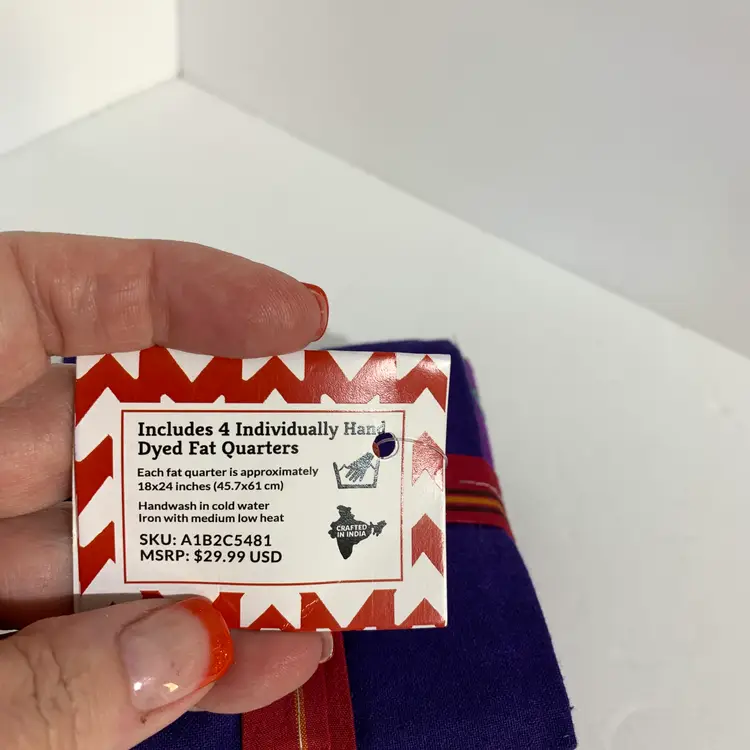 Includes 4 Individually Hand
Dyed Fat Quarters
Each fat quarter is approximately
18x24 inches (45.7x61 cm)
Handwash in cold water
Iron with medium low heat
CRAFTED
IN INDIA
SKU: A1B2C5481
MSRP: $29.99 USD